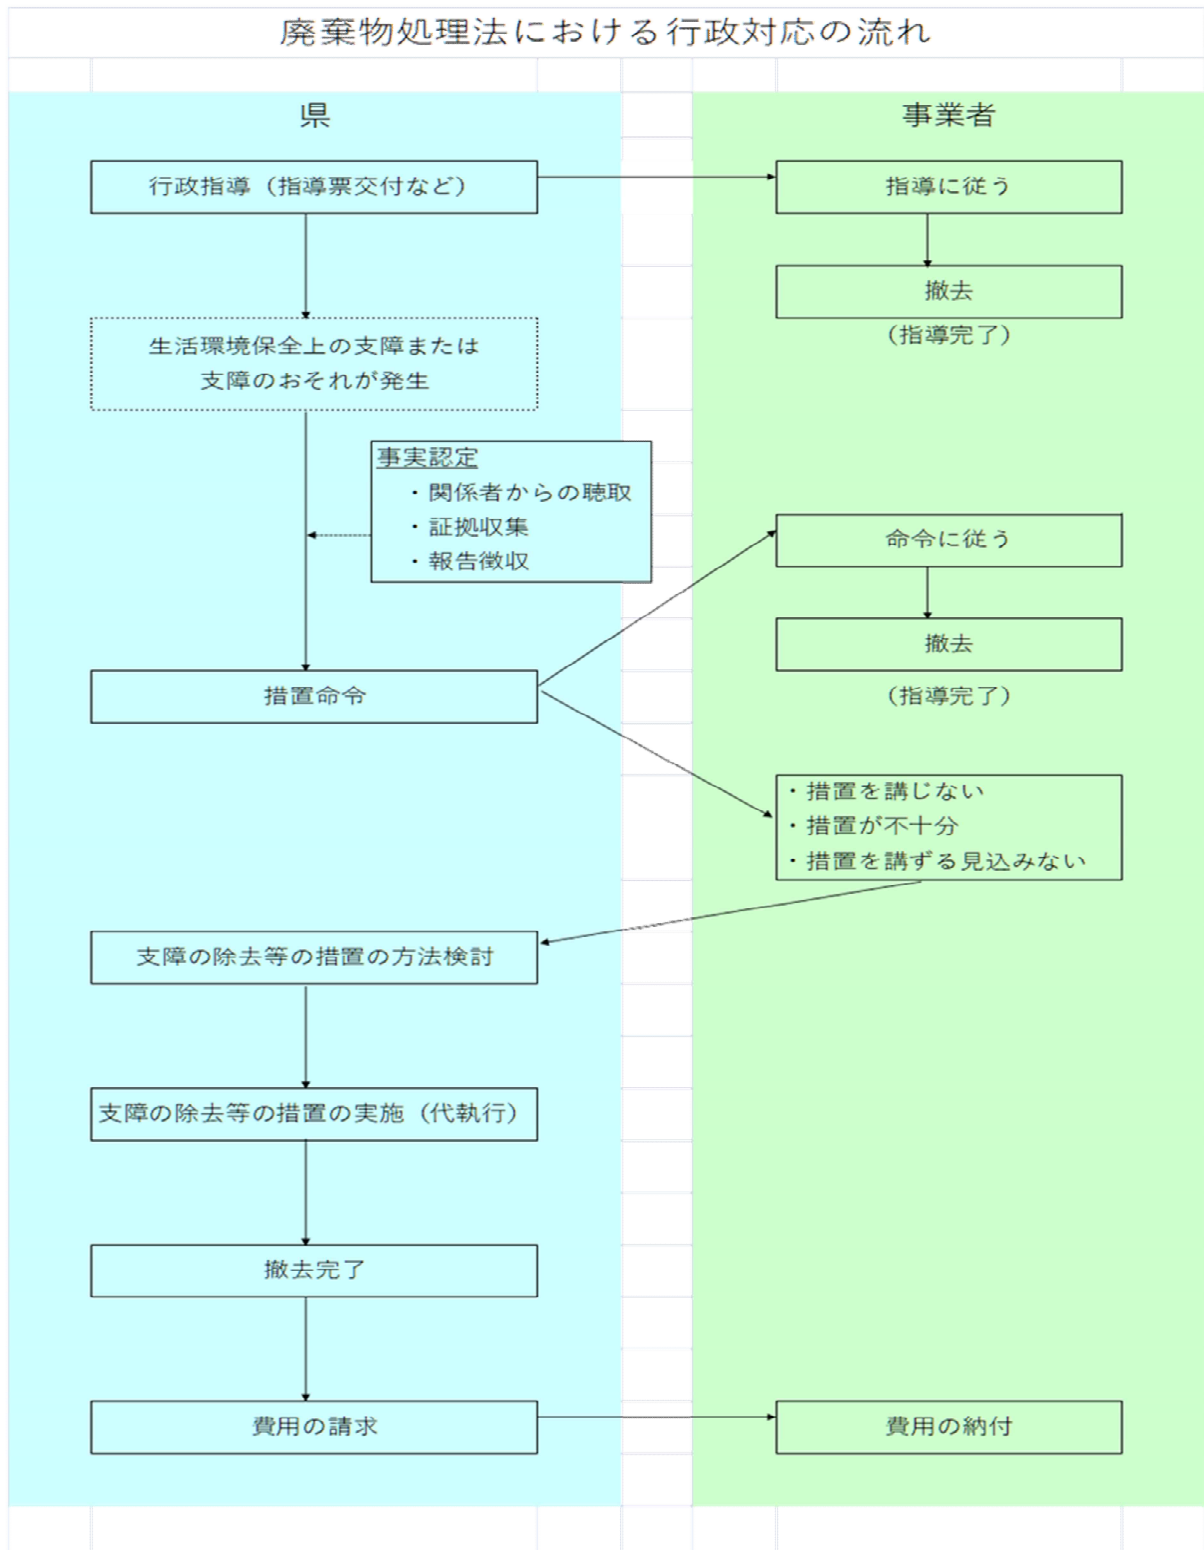 廃棄物処理法における行政対応の流れ
県
事業者
行政指導（指導票交付など）
指導に従う
撤去
（指導完了）
生活環境保全上の支障または
支障のおそれが発生
事実認定
・関係者からの聴取
・証拠収集
・報告徴収
命令に従う
撤去
（指導完了）
措置命令
・措置を講じない
・措置が不十分
・措置を講ずる見込みない
支障の除去等の措置の方法検討
支障の除去等の措置の実施（代執行）
撤去完了
費用の請求
費用の納付